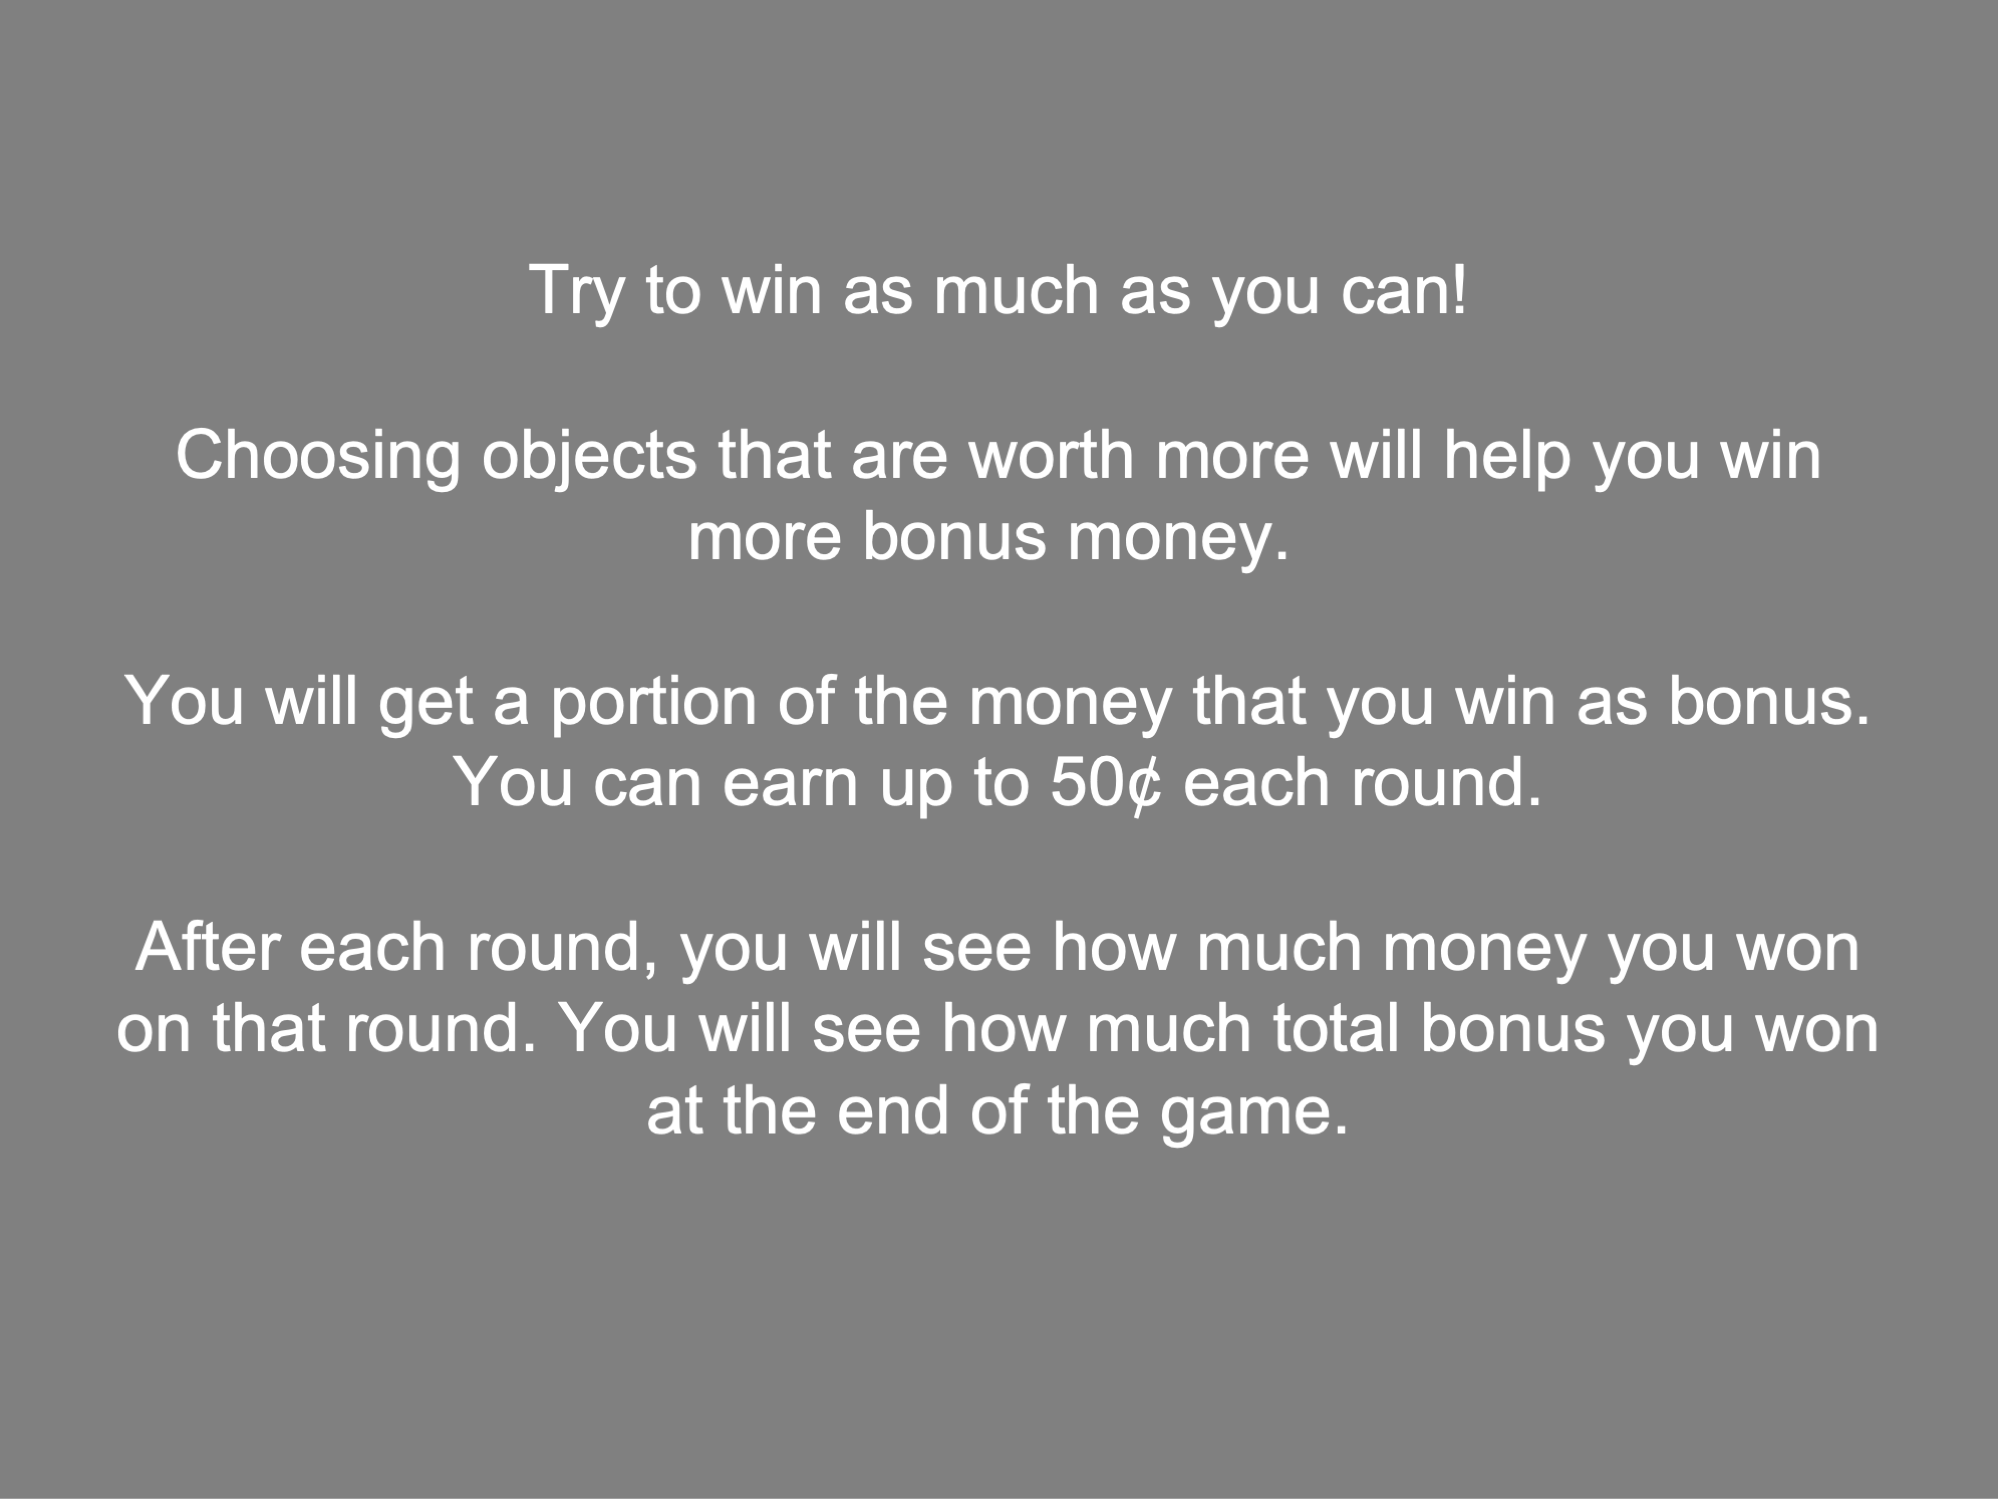 Try to win as much as you can!
Choosing objects that are worth more will help you win
more bonus money.
You will get a portion of the money that you win as bonus.
You can earn up to 50¢ each round.
After each round, you will see how much money you won
on that round. You will see how much total bonus you won
at the end of the game.